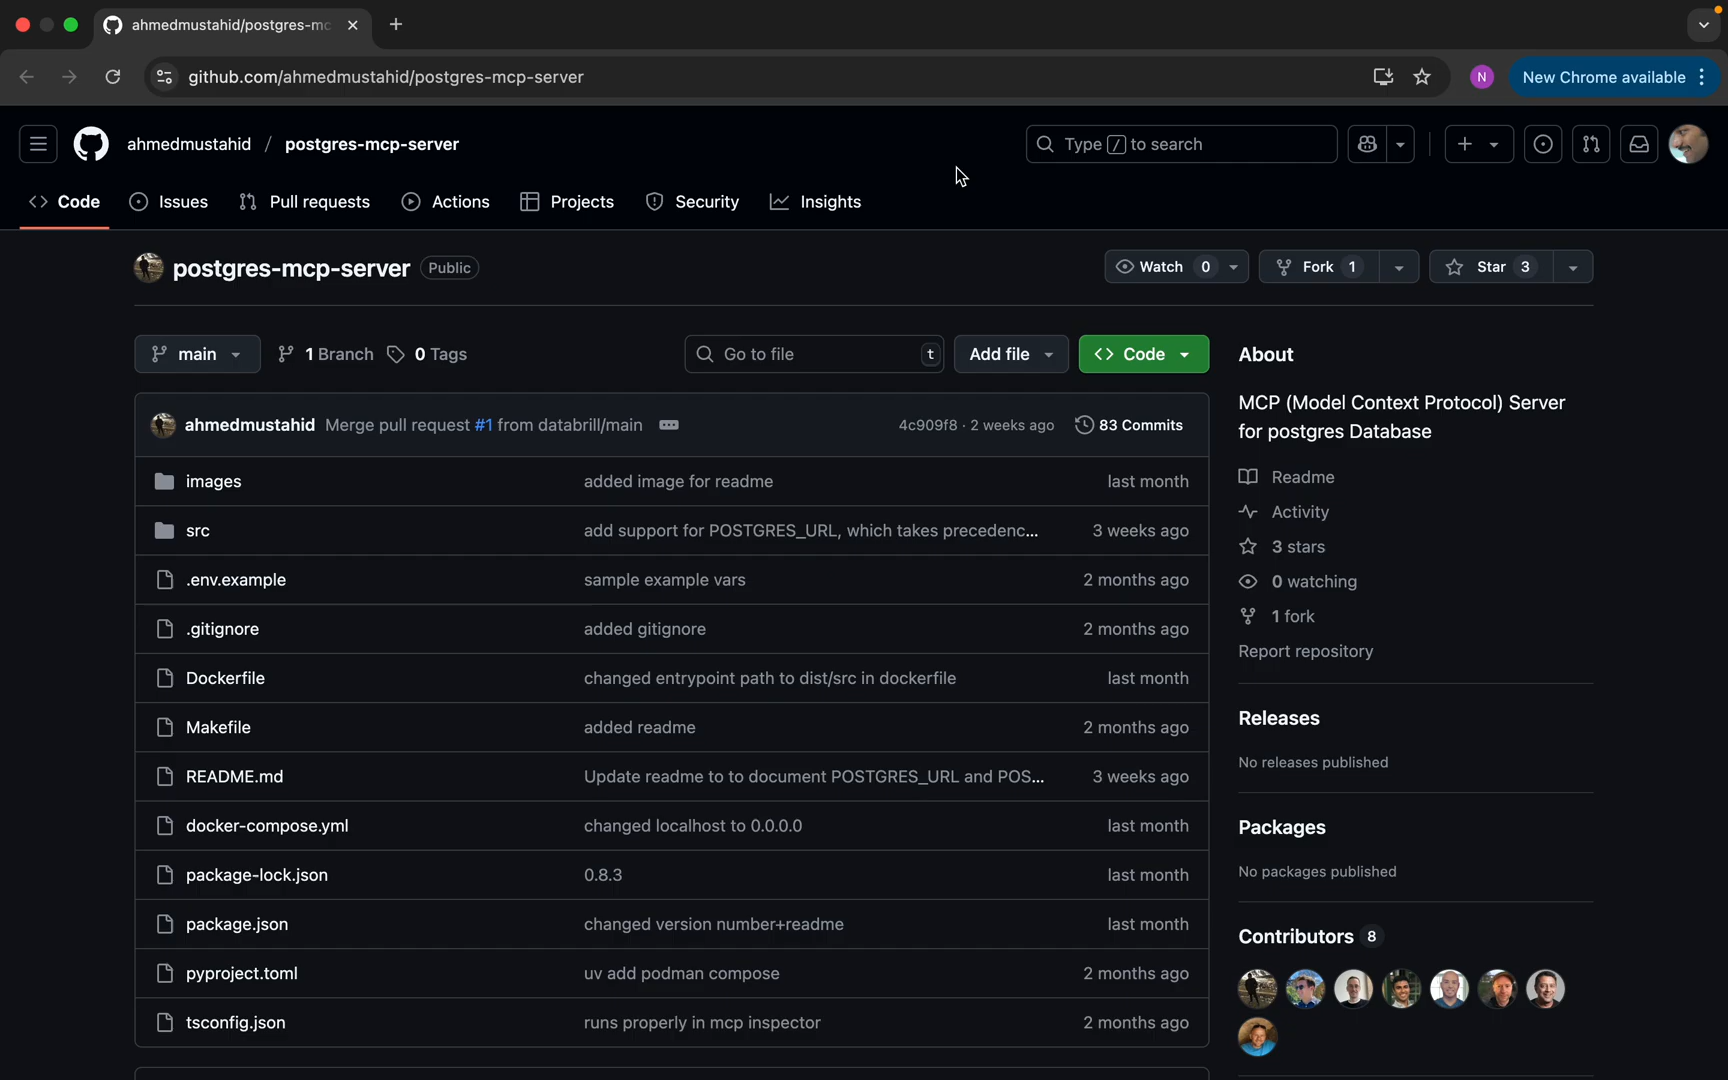 ahmedmustahid/postgres-mc
github.com/ahmedmustahid/postgres-mcp-server
N
New Chrome available
ahmedmustahid / postgres-mcp-server
Type / to search
Code
Issues
Pull requests
Actions
Projects
Security
Insights
postgres-mcp-server Public
Watch 0
Fork 1
Star 3
main
1 Branch
0 Tags
Go to file t
Add file
Code
ahmedmustahid Merge pull request #1 from databrill/main
4c909f8 · 2 weeks ago
83 Commits
images added image for readme last month
src add support for POSTGRES_URL, which takes precedenc... 3 weeks ago
.env.example sample example vars 2 months ago
.gitignore added gitignore 2 months ago
Dockerfile changed entrypoint path to dist/src in dockerfile last month
Makefile added readme 2 months ago
README.md Update readme to to document POSTGRES_URL and POS... 3 weeks ago
docker-compose.yml changed localhost to 0.0.0.0 last month
package-lock.json 0.8.3 last month
package.json changed version number+readme last month
pyproject.toml uv add podman compose 2 months ago
tsconfig.json runs properly in mcp inspector 2 months ago
About
MCP (Model Context Protocol) Server
for postgres Database
Readme
Activity
3 stars
0 watching
1 fork
Report repository
Releases
No releases published
Packages
No packages published
Contributors 8